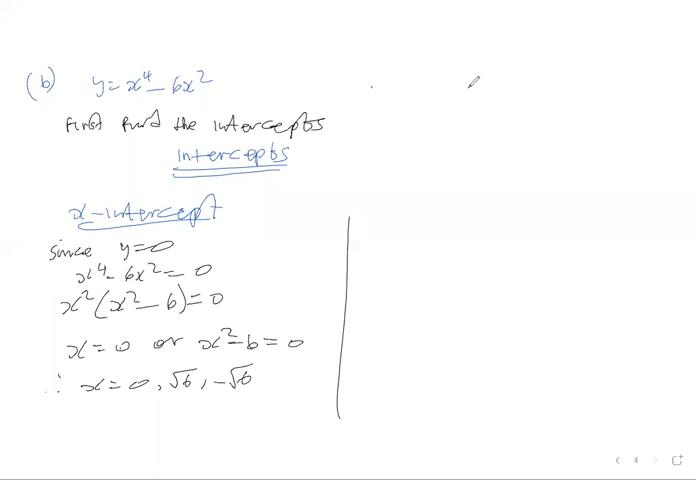 (b) y = x⁴ - 6x²
First find the intercepts
intercepts
x-intercept
since y=0
x⁴ - 6x² = 0
x²(x² - 6) = 0
x = 0 or x² - 6 = 0
∴ x = 0, √6, -√6
4